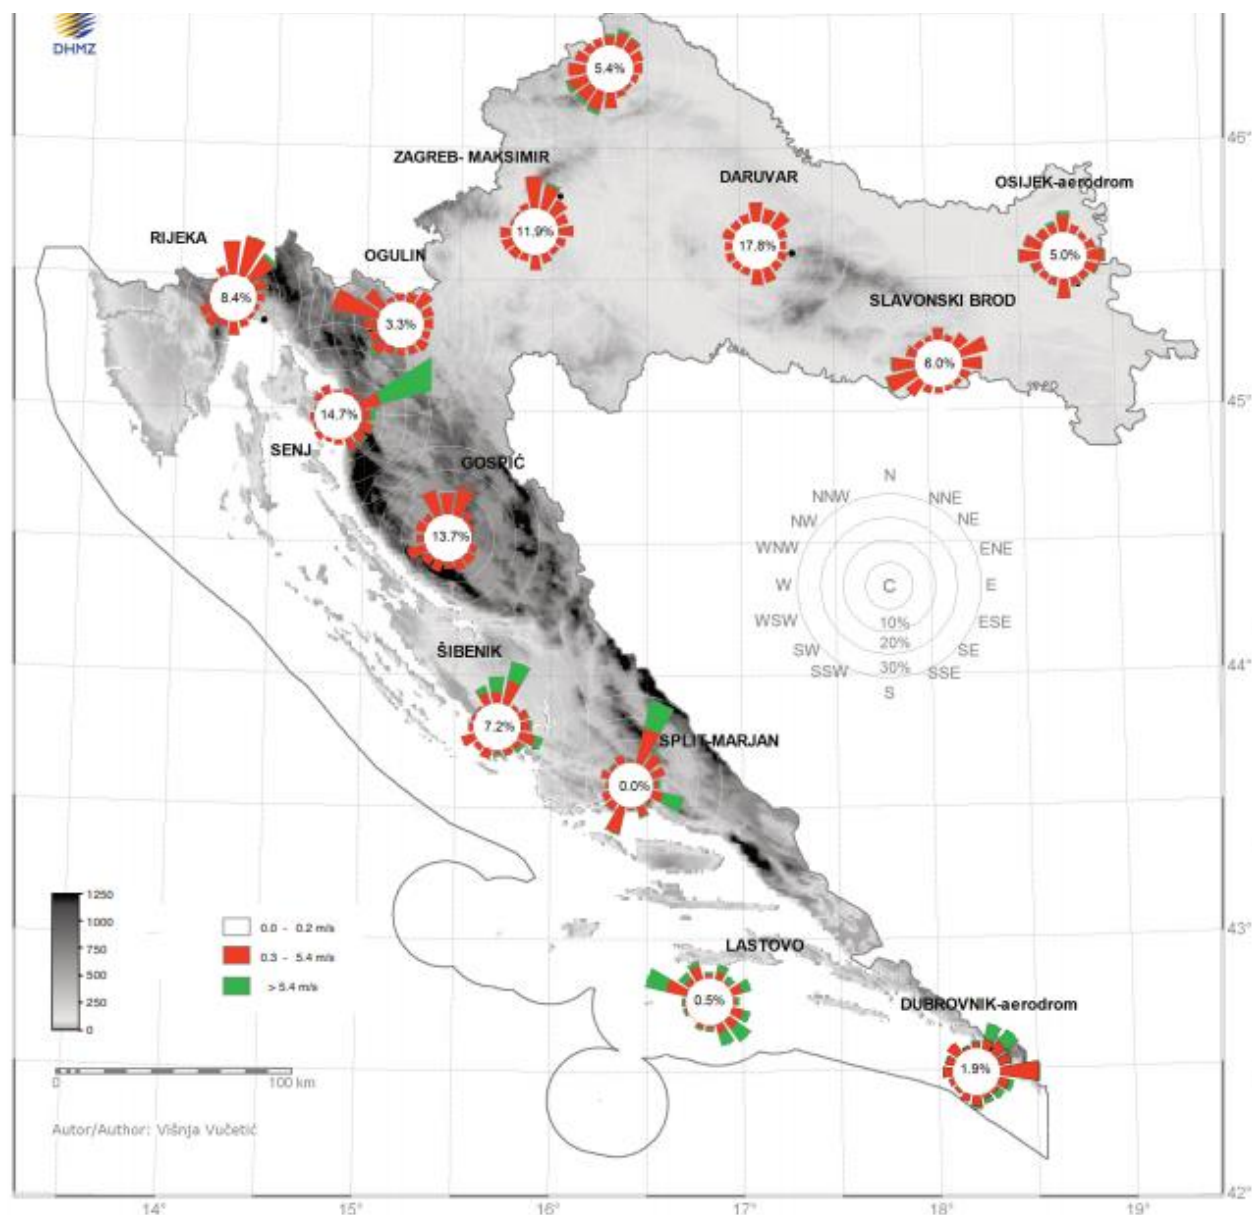 DHMZ
5.4%
46°
ZAGREB- MAKSIMIR
DARUVAR
OSIJEK-aerodrom
11.9%
17.8%
5.0%
RIJEKA
OGULIN
8.4%
3.3%
SLAVONSKI BROD
6.0%
45°
14.7%
SENJ
GOSPIĆ
13.7%
N
NNW
NNE
NW
NE
WNW
ENE
W
C
E
WSW
10%
ESE
SW
20%
SE
SSW
30%
SSE
S
44°
ŠIBENIK
7.2%
SPLIT-MARJAN
0.0%
1250
1000
750
500
250
0
0.0 - 0.2 m/s
0.3 - 5.4 m/s
> 5.4 m/s
43°
LASTOVO
0.5%
DUBROVNIK-aerodrom
1.9%
0
100 km
Autor/Author: Višnja Vučetić
42°
14°
15°
16°
17°
18°
19°